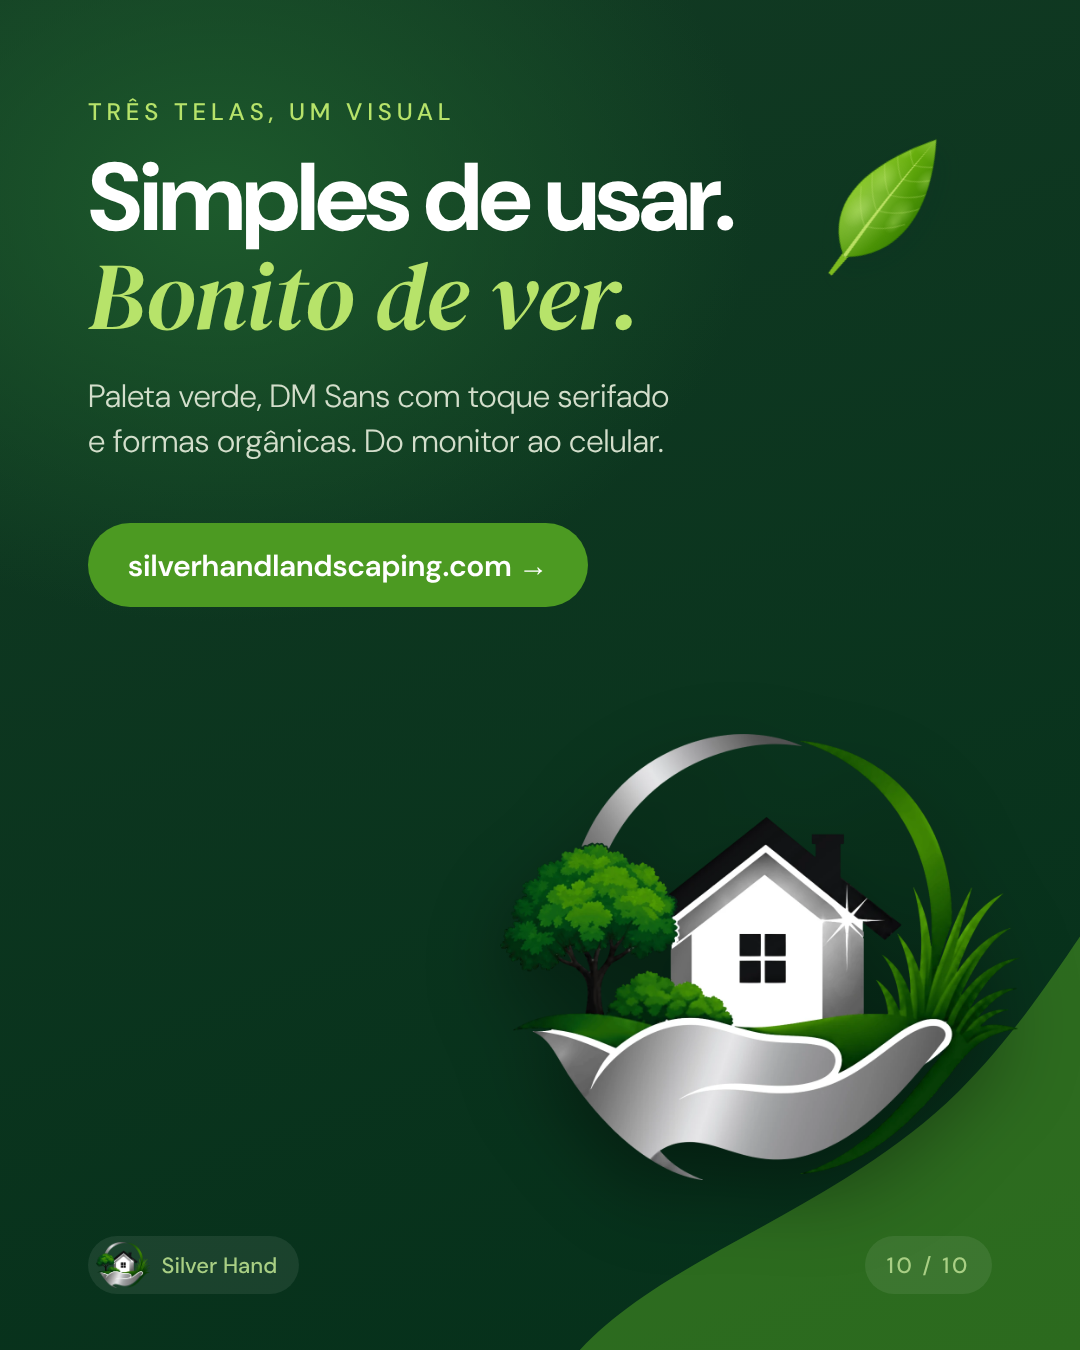 TRÊS TELAS, UM VISUAL
Simples de usar.
Bonito de ver.
Paleta verde, DM Sans com toque serifado
e formas orgânicas. Do monitor ao celular.
silverhandlandscaping.com →
Silver Hand
10 / 10